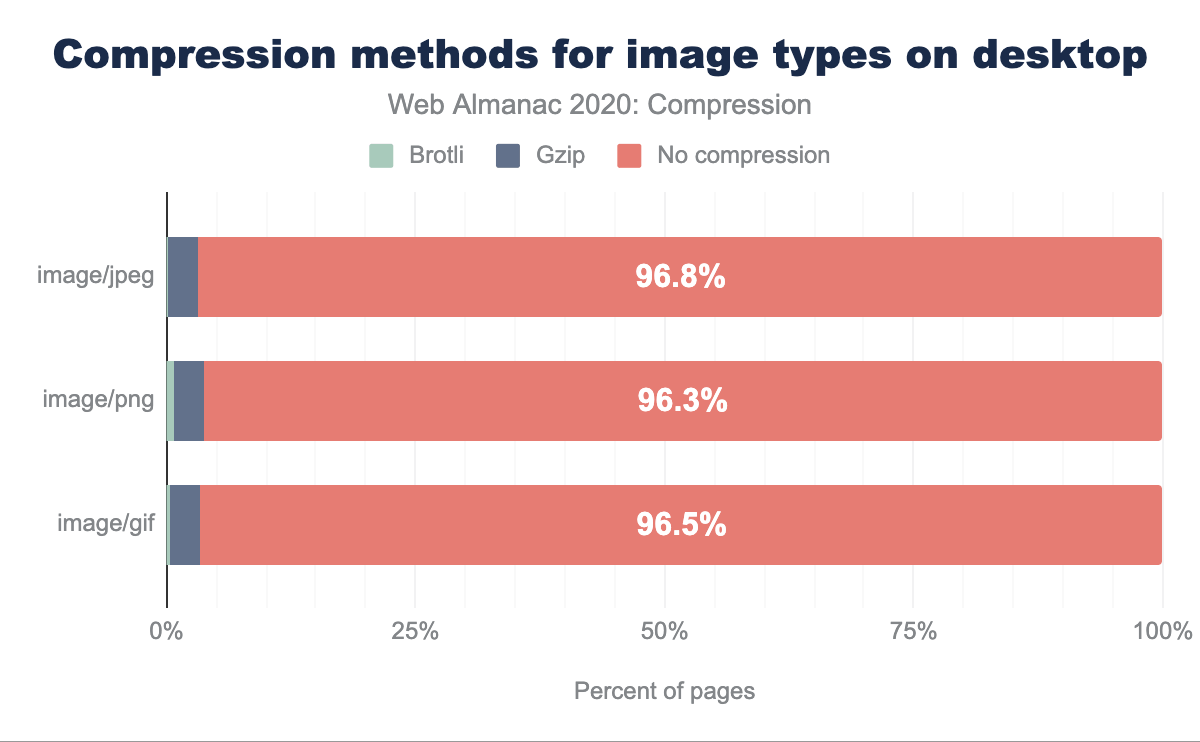 Compression methods for image types on desktop
Web Almanac 2020: Compression
Brotli Gzip No compression
image/jpeg 96.8%
image/png 96.3%
image/gif 96.5%
0% 25% 50% 75% 100%
Percent of pages